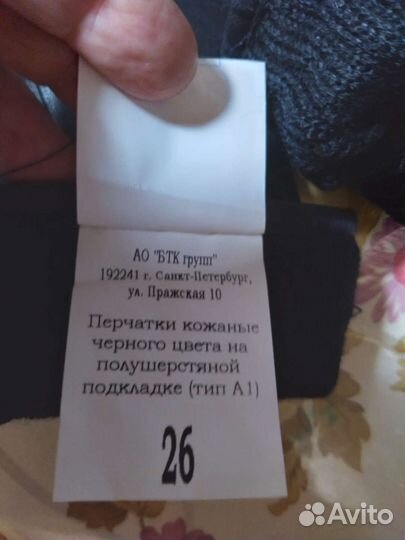 АО "БТК групп"
192241 г. Санкт-Петербург,
ул. Пражская 10
Перчатки кожаные
черного цвета на
полушерстяной
подкладке (тип А1)
26
Avito